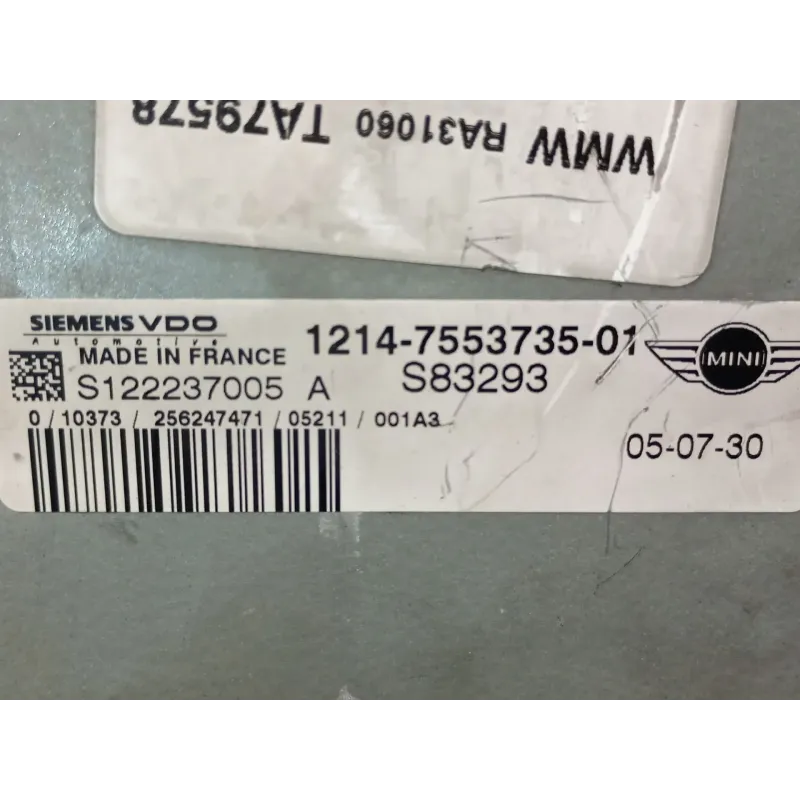 WMW RA31060 TA79578
SIEMENS VDO
Automotive
MADE IN FRANCE
1214-7553735-01
S122237005 A
S83293
MINI
0/10373/256247471/05211/001A3
05-07-30